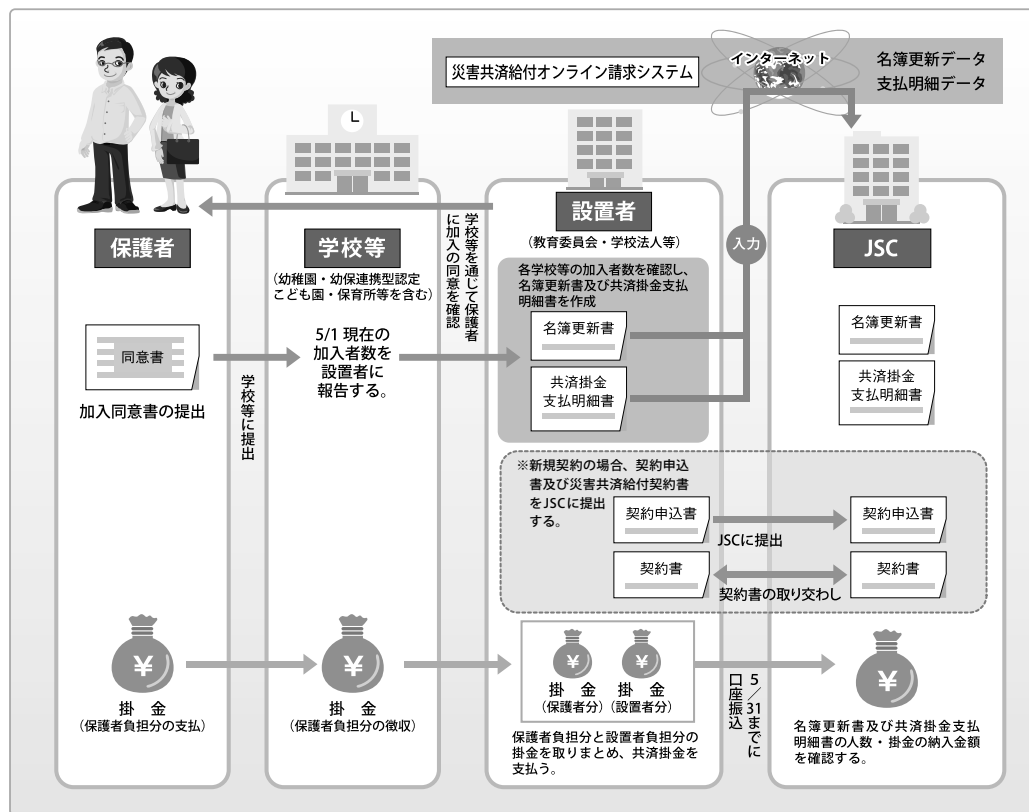 災害共済給付オンライン請求システム
インターネット
名簿更新データ
支払明細データ
保護者
学校等
(幼稚園・幼保連携型認定
こども園・保育所等を含む)
設置者
(教育委員会・学校法人等)
JSC
入力
学校等を通じて保護者
に加入の同意を確認
同意書
加入同意書の提出
学校等に提出
5/1 現在の
加入者数を
設置者に
報告する。
各学校等の加入者数を確認し、
名簿更新書及び共済掛金支払
明細書を作成
名簿更新書
共済掛金
支払明細書
名簿更新書
共済掛金
支払明細書
※新規契約の場合、契約申込
書及び災害共済給付契約書
をJSCに提出
する。
契約申込書
JSCに提出
契約申込書
契約書
契約書の取り交わし
契約書
¥
掛 金
(保護者負担分の支払)
¥
掛 金
(保護者負担分の徴収)
¥
掛 金
(保護者分)
¥
掛 金
(設置者分)
保護者負担分と設置者負担分の
掛金を取りまとめ、共済掛金を
支払う。
5/31までに
口座振込
¥
名簿更新書及び共済掛金支払
明細書の人数・掛金の納入金額
を確認する。